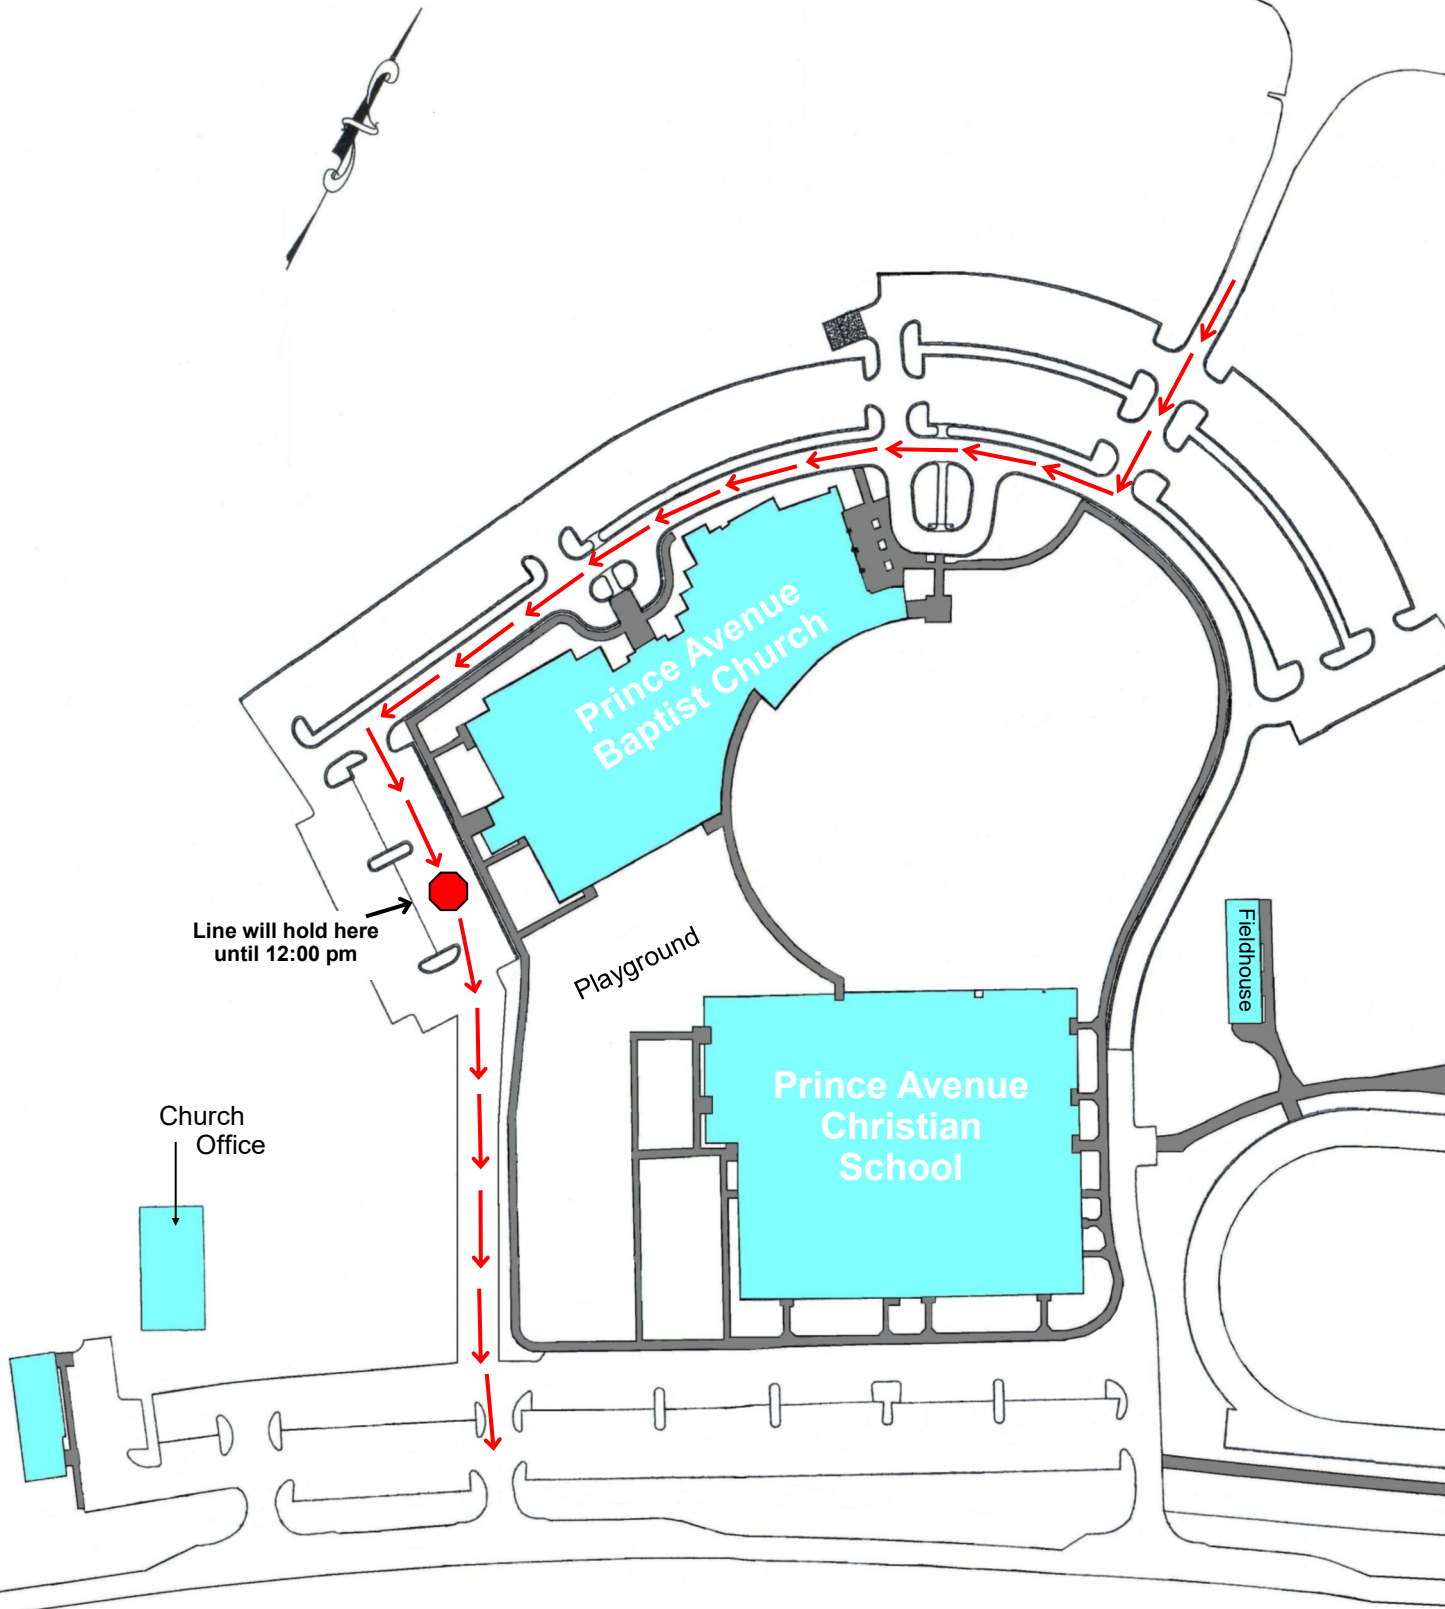 Prince Avenue
Baptist Church
Line will hold here
until 12:00 pm
Playground
Fieldhouse
Prince Avenue
Christian
School
Church
Office